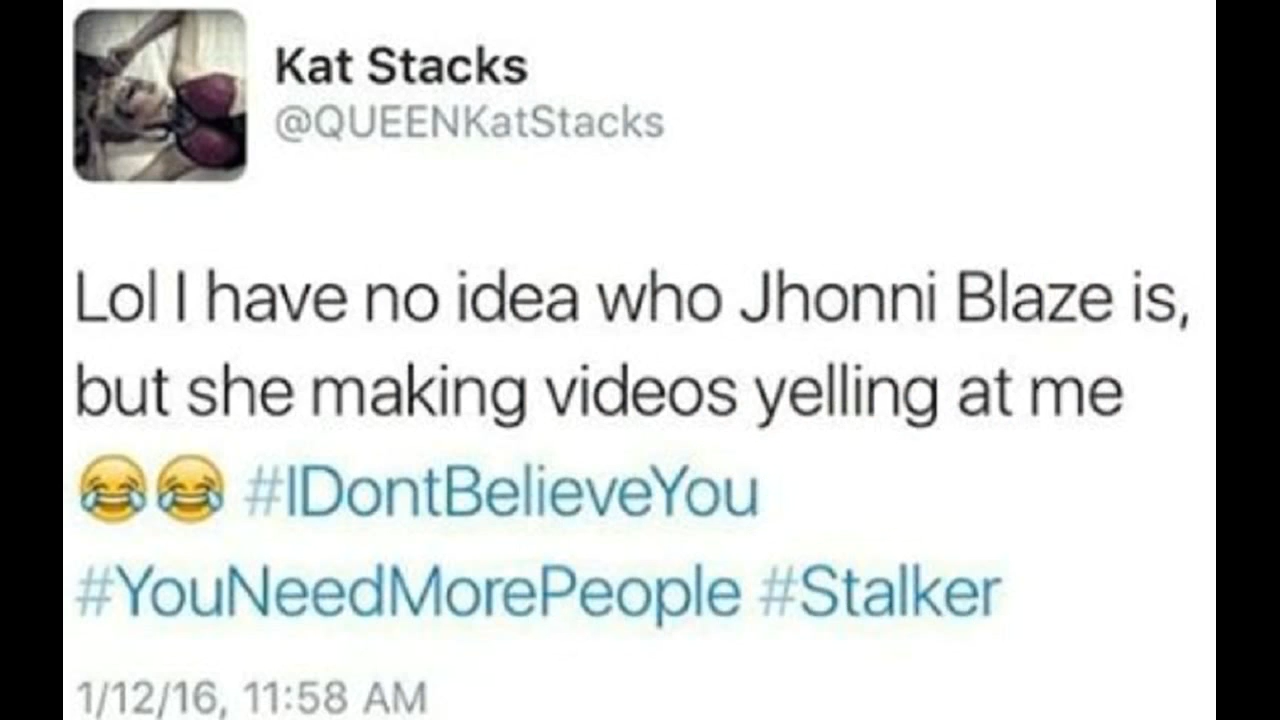 Kat Stacks
@QUEENKatStacks
Lol I have no idea who Jhonni Blaze is,
but she making videos yelling at me
😂😂 #IDontBelieveYou
#YouNeedMorePeople #Stalker
1/12/16, 11:58 AM